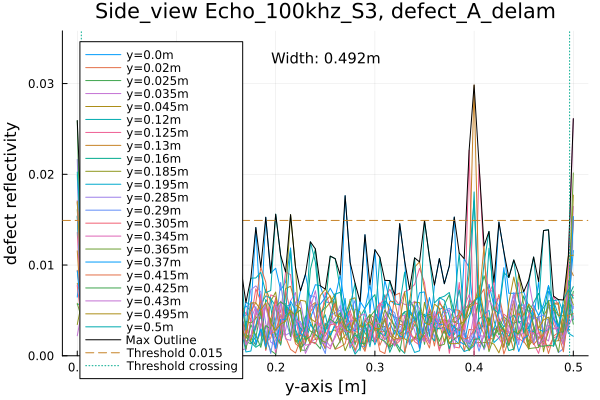 Side_view Echo_100khz_S3, defect_A_delam
Width: 0.492m
defect reflectivity
0.03
0.02
0.01
0.00
y=0.0m
y=0.02m
y=0.025m
y=0.035m
y=0.045m
y=0.12m
y=0.125m
y=0.13m
y=0.16m
y=0.185m
y=0.195m
y=0.285m
y=0.29m
y=0.305m
y=0.345m
y=0.365m
y=0.37m
y=0.415m
y=0.425m
y=0.43m
y=0.495m
y=0.5m
Max Outline
Threshold 0.015
Threshold crossing
0.2 0.3 0.4 0.5
y-axis [m]